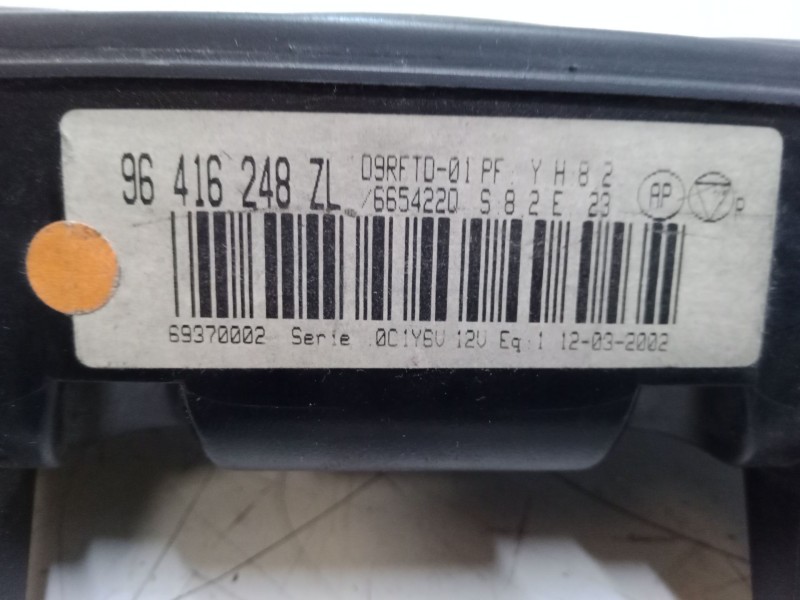 96 416 248 ZL
09RFTD-01 PF. Y H 8 2
/665422D S.8.2 E 23
AP
P
69370002 Serie .0C1Y6V 12V Eq:1 12-03-2002